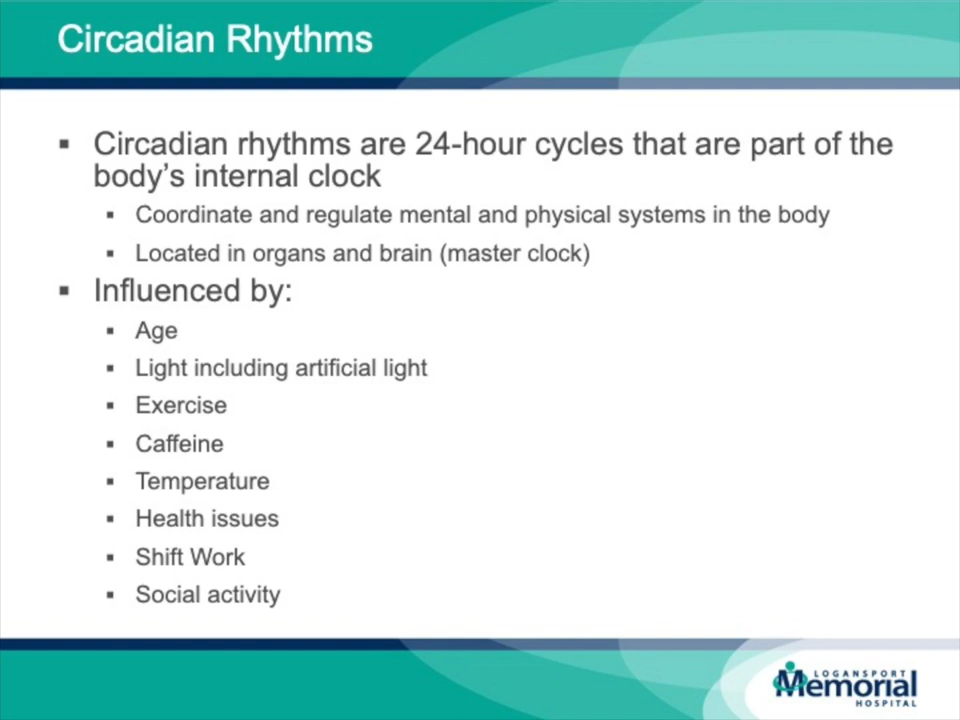 Circadian Rhythms
▪ Circadian rhythms are 24-hour cycles that are part of the
body's internal clock
▪ Coordinate and regulate mental and physical systems in the body
▪ Located in organs and brain (master clock)
▪ Influenced by:
▪ Age
▪ Light including artificial light
▪ Exercise
▪ Caffeine
▪ Temperature
▪ Health issues
▪ Shift Work
▪ Social activity
LOGANSPORT
Memorial
HOSPITAL